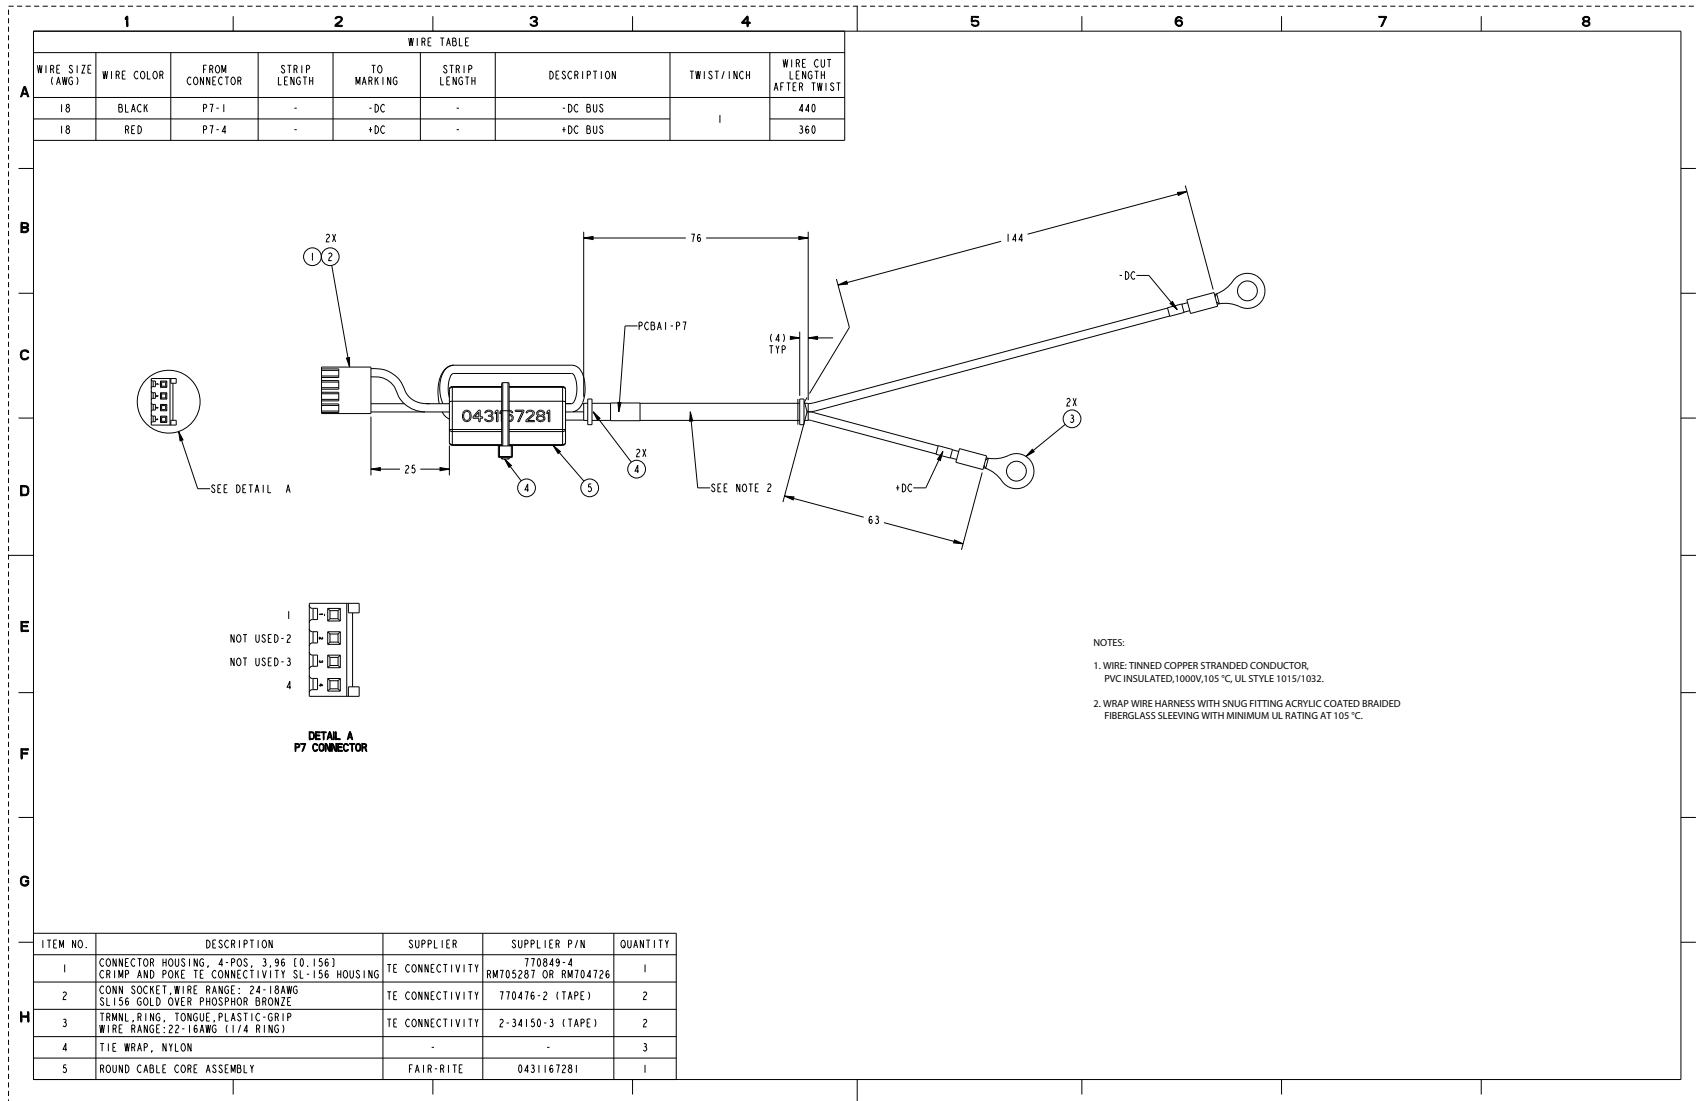 1 2 3 4 5 6 7 8
A
B
C
D
E
F
G
H
WIRE TABLE
WIRE SIZE (AWG) WIRE COLOR FROM CONNECTOR STRIP LENGTH TO MARKING STRIP LENGTH DESCRIPTION TWIST/INCH WIRE CUT LENGTH AFTER TWIST
18 BLACK P7-1 - -DC - -DC BUS 1 440
18 RED P7-4 - +DC - +DC BUS 360
2X
1 2
76
144
-DC
PCBA1-P7
(4)
TYP
0431167281
2X
3
2X
4
25
4
5
SEE NOTE 2
+DC
63
SEE DETAIL A
1
NOT USED-2
NOT USED-3
4
DETAIL A
P7 CONNECTOR
NOTES:
1. WIRE: TINNED COPPER STRANDED CONDUCTOR,
PVC INSULATED,1000V,105 °C, UL STYLE 1015/1032.
2. WRAP WIRE HARNESS WITH SNUG FITTING ACRYLIC COATED BRAIDED
FIBERGLASS SLEEVING WITH MINIMUM UL RATING AT 105 °C.
ITEM NO. DESCRIPTION SUPPLIER SUPPLIER P/N QUANTITY
1 CONNECTOR HOUSING, 4-POS, 3,96 [0.156] CRIMP AND POKE TE CONNECTIVITY SL-156 HOUSING TE CONNECTIVITY 770849-4 RM705287 OR RM704726 1
2 CONN SOCKET,WIRE RANGE: 24-18AWG SL156 GOLD OVER PHOSPHOR BRONZE TE CONNECTIVITY 770476-2 (TAPE) 2
3 TRMNL,RING, TONGUE,PLASTIC-GRIP WIRE RANGE:22-16AWG (1/4 RING) TE CONNECTIVITY 2-34150-3 (TAPE) 2
4 TIE WRAP, NYLON - - 3
5 ROUND CABLE CORE ASSEMBLY FAIR-RITE 0431167281 1